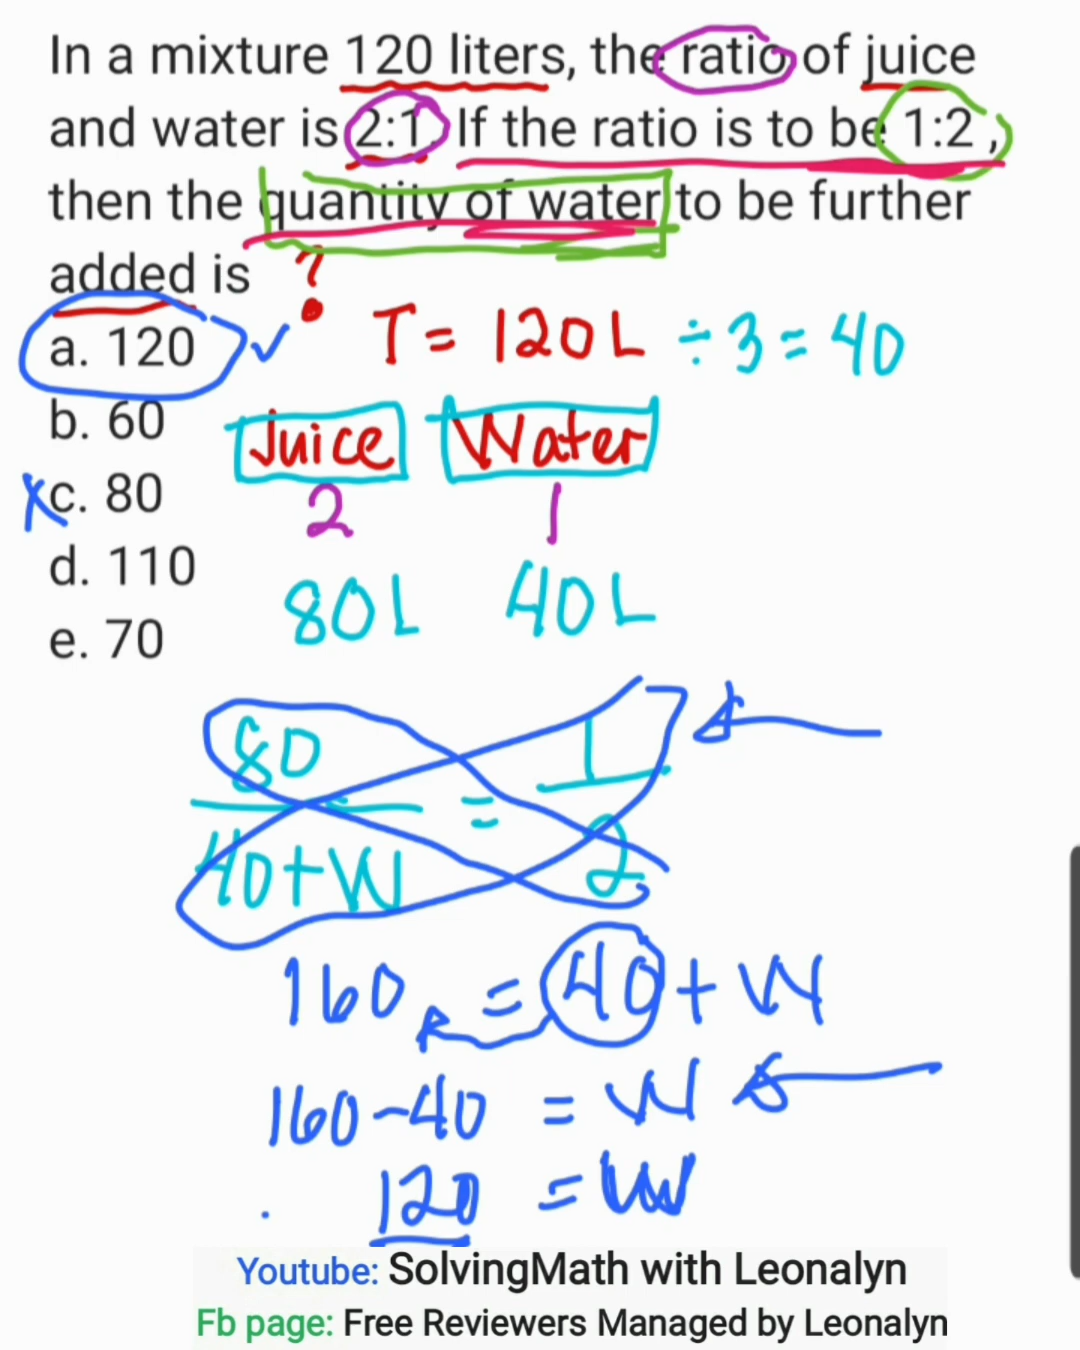 In a mixture 120 liters, the ratio of juice
and water is 2:1. If the ratio is to be 1:2 ,
then the quantity of water to be further
added is ?
a. 120 ✓
T = 120L ÷ 3 = 40
b. 60
Juice Water
xc. 80
2 1
d. 110
80L 40L
e. 70
80 / 40+W = 1 / 2
160 = 40 + W
160-40 = W
120 = W
Youtube: SolvingMath with Leonalyn
Fb page: Free Reviewers Managed by Leonalyn